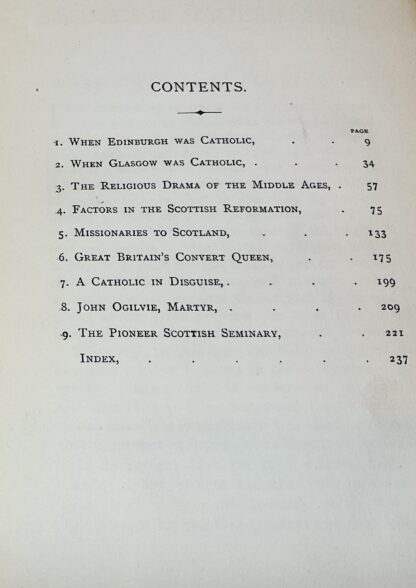 CONTENTS.
PAGE
1. When Edinburgh was Catholic, . . 9
2. When Glasgow was Catholic, . . . 34
3. The Religious Drama of the Middle Ages, . 57
4. Factors in the Scottish Reformation, . 75
5. Missionaries to Scotland, . . . 133
6. Great Britain's Convert Queen, . . 175
7. A Catholic in Disguise, . . . . 199
8. John Ogilvie, Martyr, . . . . 209
9. The Pioneer Scottish Seminary, . . 221
Index, . . . . . . 237